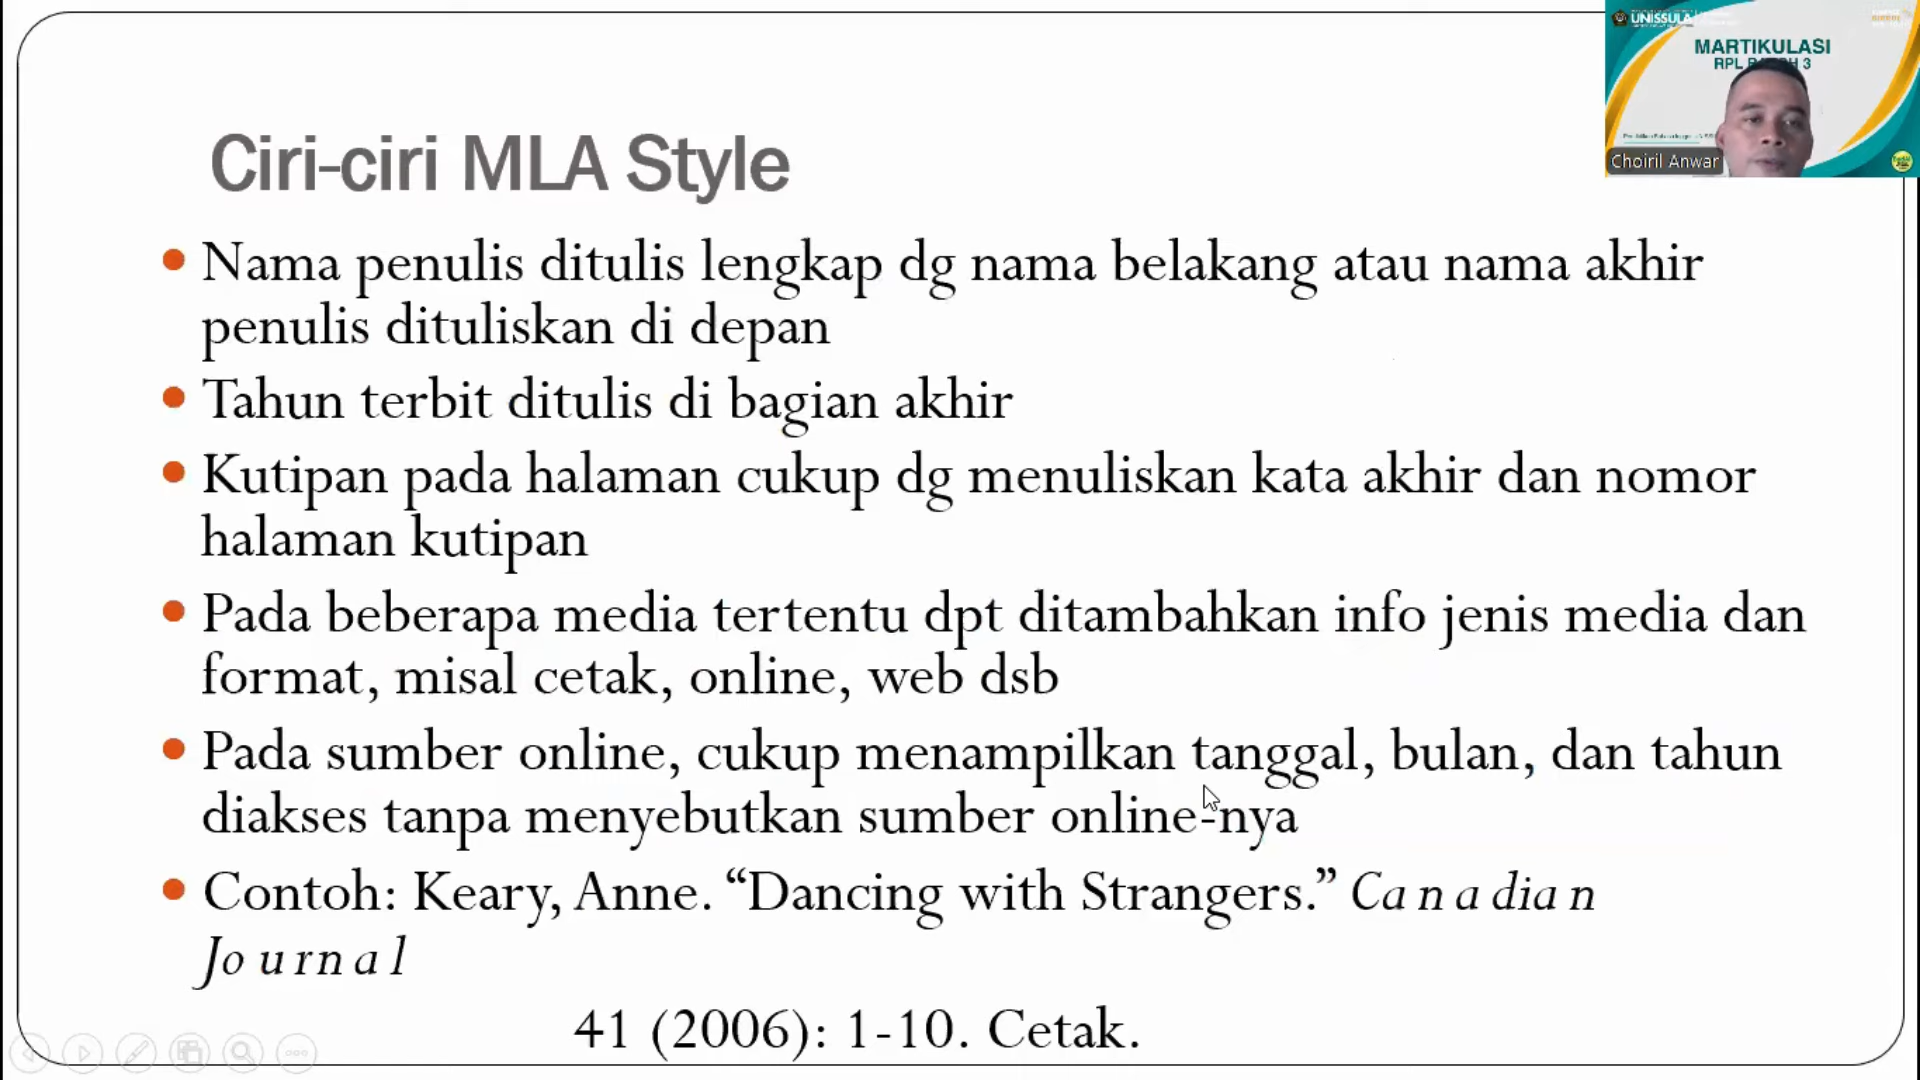 UNISSULA
MARTIKULASI
RPL 3
Choiril Anwar
Ciri-ciri MLA Style
Nama penulis ditulis lengkap dg nama belakang atau nama akhir
penulis dituliskan di depan
Tahun terbit ditulis di bagian akhir
Kutipan pada halaman cukup dg menuliskan kata akhir dan nomor
halaman kutipan
Pada beberapa media tertentu dpt ditambahkan info jenis media dan
format, misal cetak, online, web dsb
Pada sumber online, cukup menampilkan tanggal, bulan, dan tahun
diakses tanpa menyebutkan sumber online-nya
Contoh: Keary, Anne. “Dancing with Strangers.” Canadian
Journal
41 (2006): 1-10. Cetak.